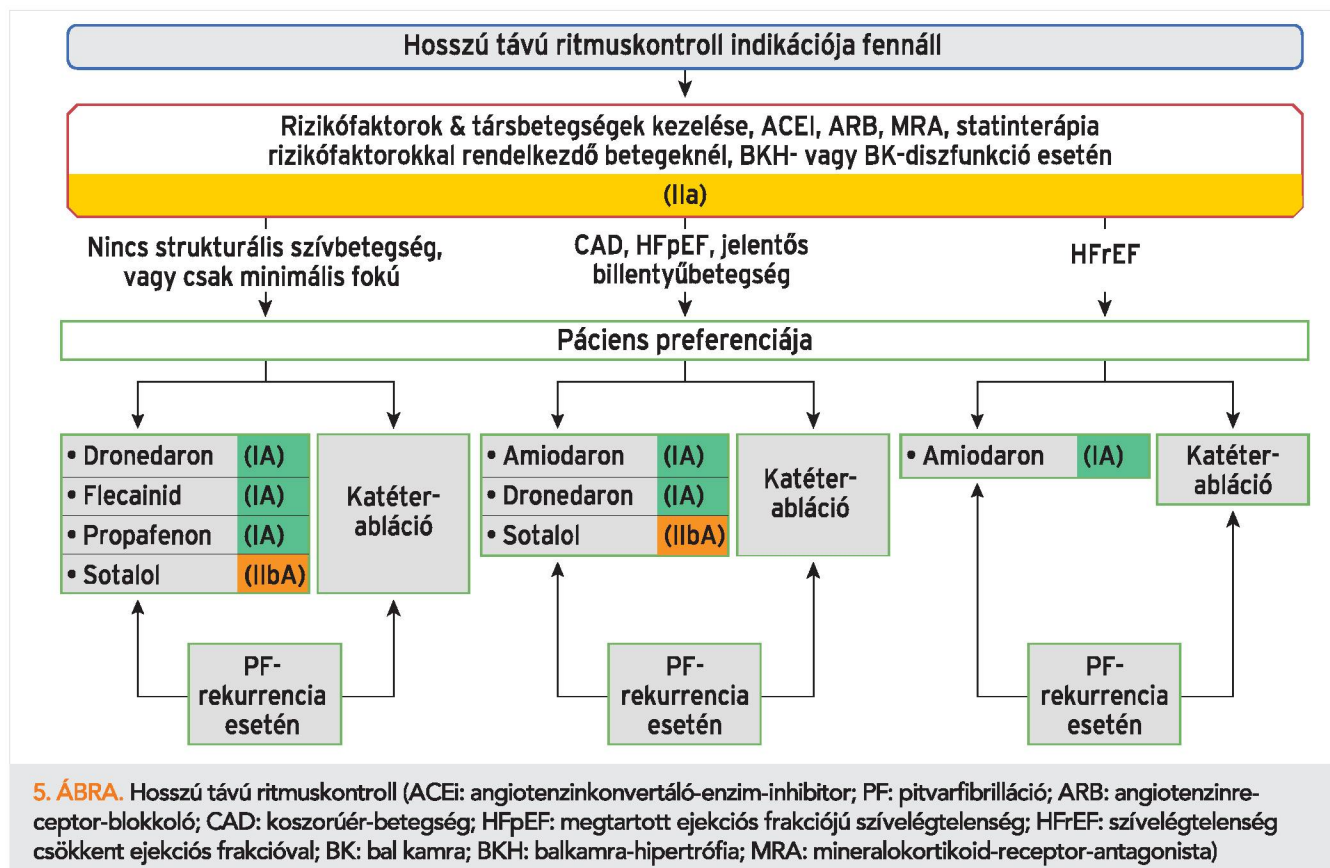 Hosszú távú ritmuskontroll indikációja fennáll
Rizikófaktorok & társbetegségek kezelése, ACEI, ARB, MRA, statinterápia
rizikófaktorokkal rendelkezdő betegeknél, BKH- vagy BK-diszfunkció esetén
(IIa)
Nincs strukturális szívbetegség,
vagy csak minimális fokú
CAD, HFpEF, jelentős
billentyűbetegség
HFrEF
Páciens preferenciája
• Dronedaron (IA)
• Flecainid (IA)
• Propafenon (IA)
• Sotalol (IIbA)
Katéter-
abláció
• Amiodaron (IA)
• Dronedaron (IA)
• Sotalol (IIbA)
Katéter-
abláció
• Amiodaron (IA)
Katéter-
abláció
PF-
rekurrencia
esetén
PF-
rekurrencia
esetén
PF-
rekurrencia
esetén
5. ÁBRA. Hosszú távú ritmuskontroll (ACEi: angiotenzinkonvertáló-enzim-inhibitor; PF: pitvarfibrilláció; ARB: angiotenzinre-
ceptor-blokkoló; CAD: koszorúér-betegség; HFpEF: megtartott ejekciós frakciójú szívelégtelenség; HFrEF: szívelégtelenség
csökkent ejekciós frakcióval; BK: bal kamra; BKH: balkamra-hipertrófia; MRA: mineralokortikoid-receptor-antagonista)